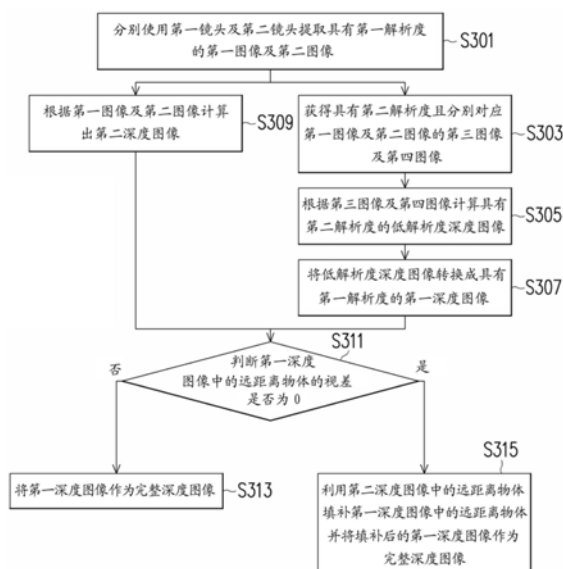 分别使用第一镜头及第二镜头提取具有第一解析度
的第一图像及第二图像
S301
根据第一图像及第二图像计算
出第二深度图像
S309
获得具有第二解析度且分别对应
第一图像及第二图像的第三图像
及第四图像
S303
根据第三图像及第四图像计算具有
第二解析度的低解析度深度图像
S305
将低解析度深度图像转换成具有
第一解析度的第一深度图像
S307
S311
判断第一深度
图像中的远距离物体的视差
是否为 0
否
是
将第一深度图像作为完整深度图像
S313
S315
利用第二深度图像中的远距离物体
填补第一深度图像中的远距离物体
并将填补后的第一深度图像作为
完整深度图像